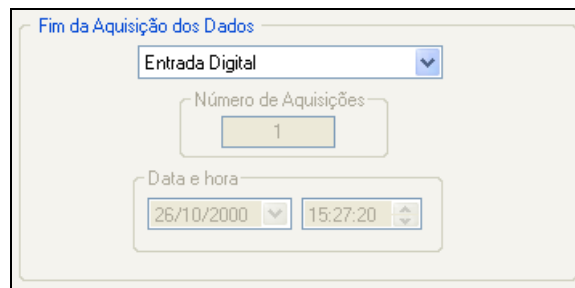 Fim da Aquisição dos Dados
Entrada Digital
Número de Aquisições
1
Data e hora
26/10/2000 15:27:20